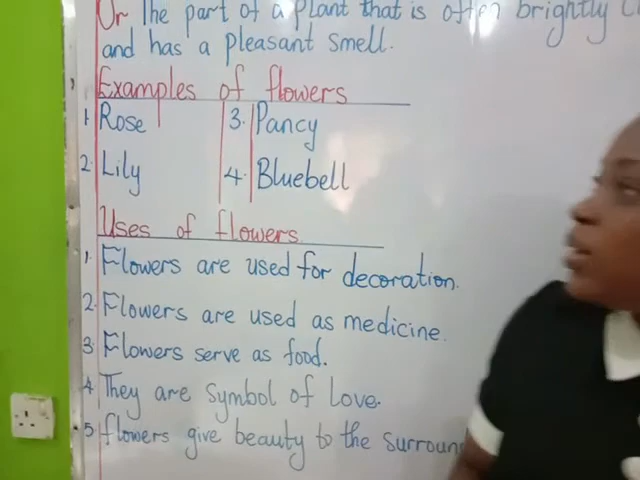 Or The part of a plant that is often brightly
and has a pleasant smell.
Examples of flowers
1. Rose 3. Pancy
2. Lily 4. Bluebell
Uses of flowers
1. Flowers are used for decoration.
2. Flowers are used as medicine.
3 Flowers serve as food.
4 They are symbol of Love.
5 flowers give beauty to the surroun